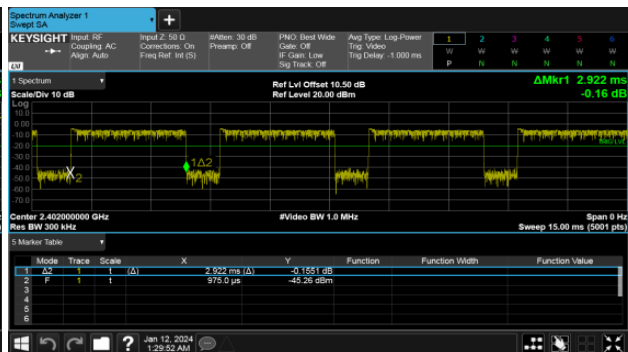 Spectrum Analyzer 1
Swept SA
KEYSIGHT Input: RF Input Z: 50 Ω #Atten: 30 dB PNO: Best Wide Avg Type: Log-Power 1 2 3 4 5 6
Coupling: AC Corrections: On Preamp: Off Gate: Off Trig: Video W W W W W W
Align: Auto Freq Ref: Int (S) IF Gain: Low Trig Delay: -1.000 ms P N N N N N
Sig Track: Off
LXI
1 Spectrum Ref Lvl Offset 10.50 dB ΔMkr1 2.922 ms
Scale/Div 10 dB Ref Level 20.00 dBm -0.16 dB
Log
10.0
0.00
-10.0
-20.0
TRIG LVL
-30.0
-40.0 1Δ2
-50.0 X2
-60.0
-70.0
Center 2.402000000 GHz #Video BW 1.0 MHz Span 0 Hz
Res BW 300 kHz Sweep 15.00 ms (5001 pts)
5 Marker Table
Mode Trace Scale X Y Function Function Width Function Value
1 Δ2 1 t (Δ) 2.922 ms (Δ) -0.1551 dB
2 F 1 t 975.0 µs -45.26 dBm
3
4
5
6
? Jan 12, 2024
1:29:52 AM